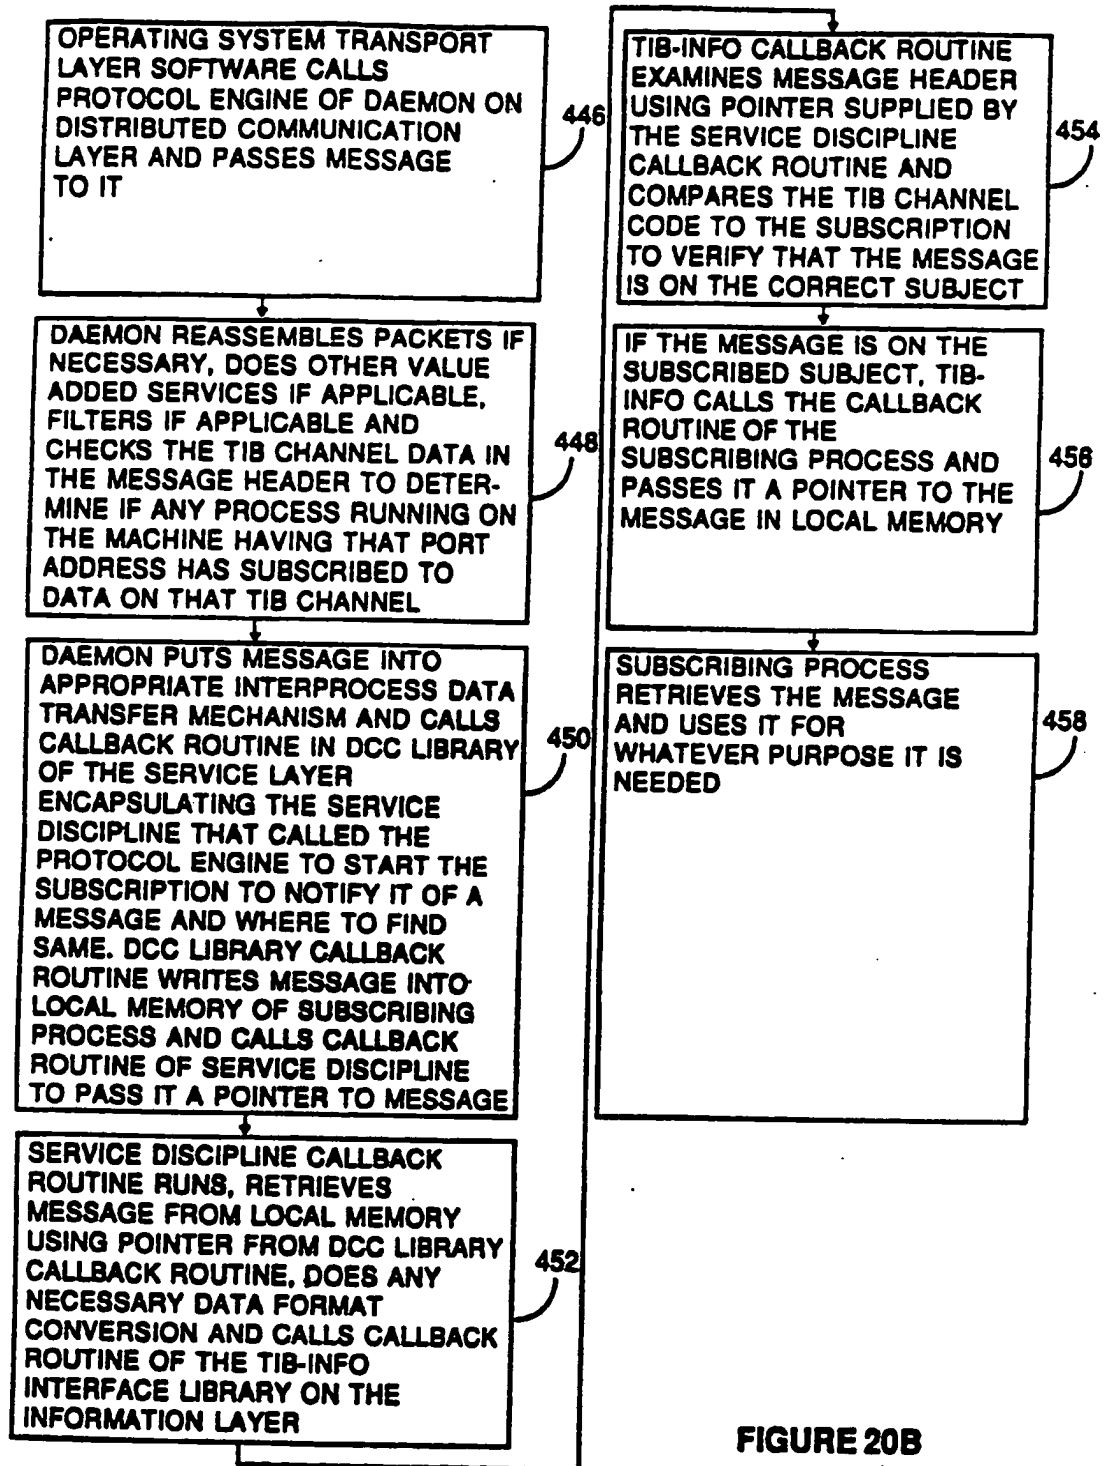 OPERATING SYSTEM TRANSPORT
LAYER SOFTWARE CALLS
PROTOCOL ENGINE OF DAEMON ON
DISTRIBUTED COMMUNICATION
LAYER AND PASSES MESSAGE
TO IT
446
DAEMON REASSEMBLES PACKETS IF
NECESSARY, DOES OTHER VALUE
ADDED SERVICES IF APPLICABLE,
FILTERS IF APPLICABLE AND
CHECKS THE TIB CHANNEL DATA IN
THE MESSAGE HEADER TO DETER-
MINE IF ANY PROCESS RUNNING ON
THE MACHINE HAVING THAT PORT
ADDRESS HAS SUBSCRIBED TO
DATA ON THAT TIB CHANNEL
448
DAEMON PUTS MESSAGE INTO
APPROPRIATE INTERPROCESS DATA
TRANSFER MECHANISM AND CALLS
CALLBACK ROUTINE IN DCC LIBRARY
OF THE SERVICE LAYER
ENCAPSULATING THE SERVICE
DISCIPLINE THAT CALLED THE
PROTOCOL ENGINE TO START THE
SUBSCRIPTION TO NOTIFY IT OF A
MESSAGE AND WHERE TO FIND
SAME. DCC LIBRARY CALLBACK
ROUTINE WRITES MESSAGE INTO
LOCAL MEMORY OF SUBSCRIBING
PROCESS AND CALLS CALLBACK
ROUTINE OF SERVICE DISCIPLINE
TO PASS IT A POINTER TO MESSAGE
450
SERVICE DISCIPLINE CALLBACK
ROUTINE RUNS, RETRIEVES
MESSAGE FROM LOCAL MEMORY
USING POINTER FROM DCC LIBRARY
CALLBACK ROUTINE, DOES ANY
NECESSARY DATA FORMAT
CONVERSION AND CALLS CALLBACK
ROUTINE OF THE TIB-INFO
INTERFACE LIBRARY ON THE
INFORMATION LAYER
452
TIB-INFO CALLBACK ROUTINE
EXAMINES MESSAGE HEADER
USING POINTER SUPPLIED BY
THE SERVICE DISCIPLINE
CALLBACK ROUTINE AND
COMPARES THE TIB CHANNEL
CODE TO THE SUBSCRIPTION
TO VERIFY THAT THE MESSAGE
IS ON THE CORRECT SUBJECT
454
IF THE MESSAGE IS ON THE
SUBSCRIBED SUBJECT, TIB-
INFO CALLS THE CALLBACK
ROUTINE OF THE
SUBSCRIBING PROCESS AND
PASSES IT A POINTER TO THE
MESSAGE IN LOCAL MEMORY
456
SUBSCRIBING PROCESS
RETRIEVES THE MESSAGE
AND USES IT FOR
WHATEVER PURPOSE IT IS
NEEDED
458
FIGURE 20B